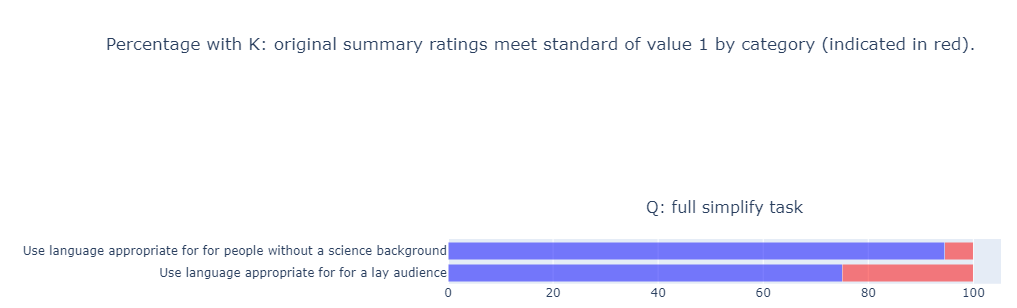 Percentage with K: original summary ratings meet standard of value 1 by category (indicated in red).
Q: full simplify task
Use language appropriate for for people without a science background
Use language appropriate for for a lay audience
0 20 40 60 80 100